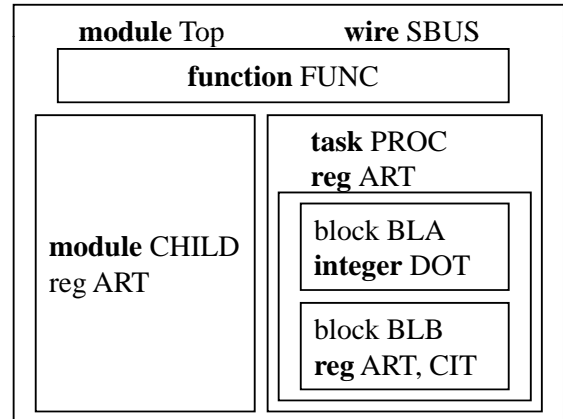 module Top wire SBUS
function FUNC
task PROC
reg ART
module CHILD
reg ART
block BLA
integer DOT
block BLB
reg ART, CIT